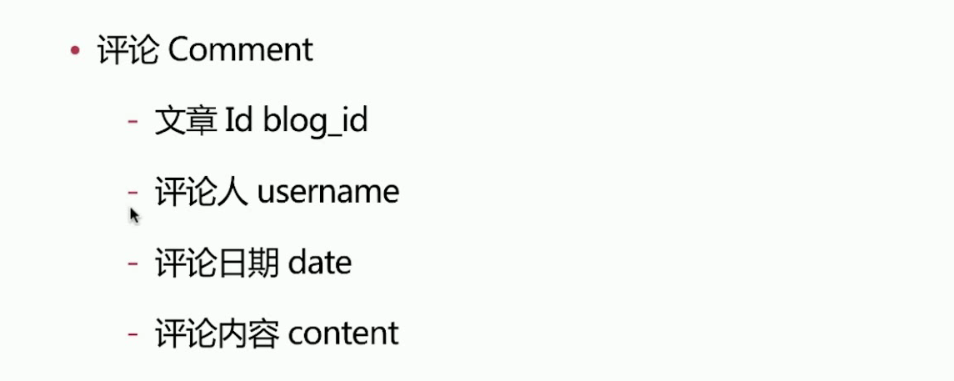 • 评论 Comment
- 文章 Id blog_id
- 评论人 username
- 评论日期 date
- 评论内容 content